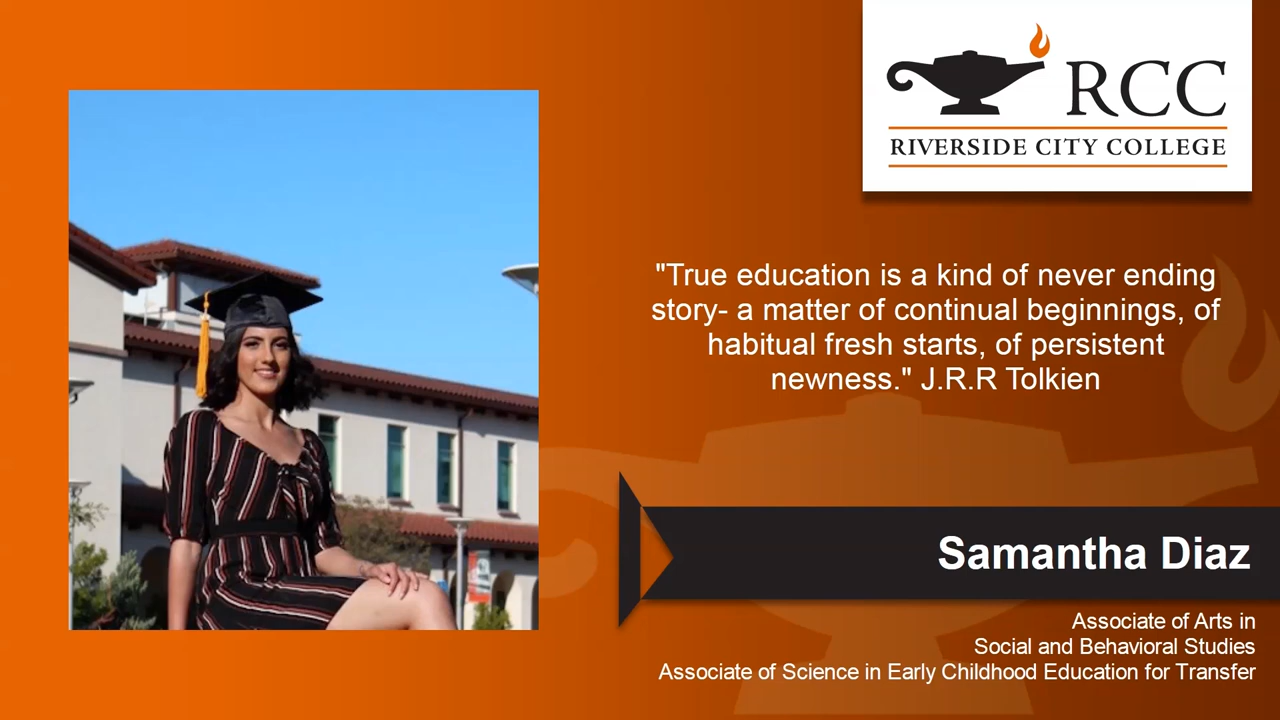 RCC
RIVERSIDE CITY COLLEGE
"True education is a kind of never ending
story- a matter of continual beginnings, of
habitual fresh starts, of persistent
newness." J.R.R Tolkien
Samantha Diaz
Associate of Arts in
Social and Behavioral Studies
Associate of Science in Early Childhood Education for Transfer